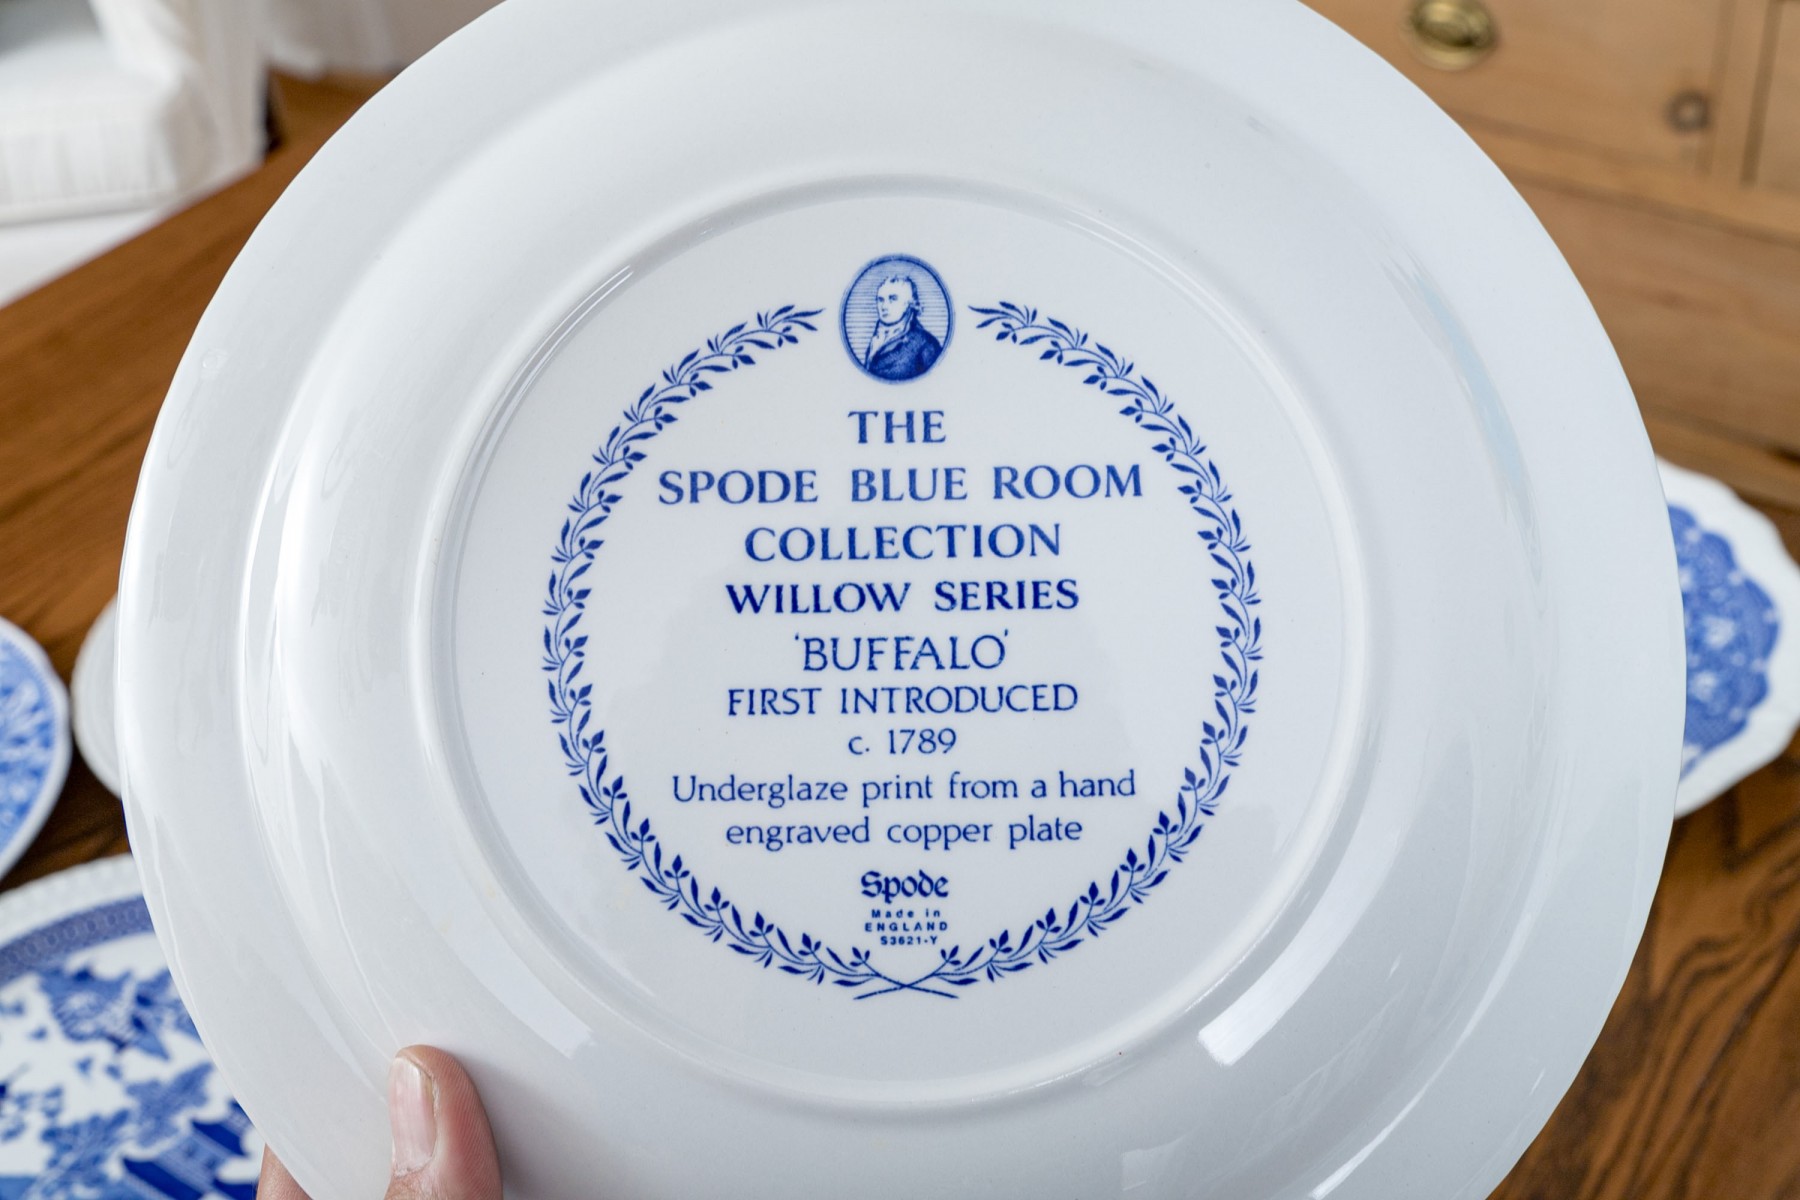 THE
SPODE BLUE ROOM
COLLECTION
WILLOW SERIES
'BUFFALO'
FIRST INTRODUCED
c. 1789
Underglaze print from a hand
engraved copper plate
Spode
Made in
ENGLAND
S3621-Y